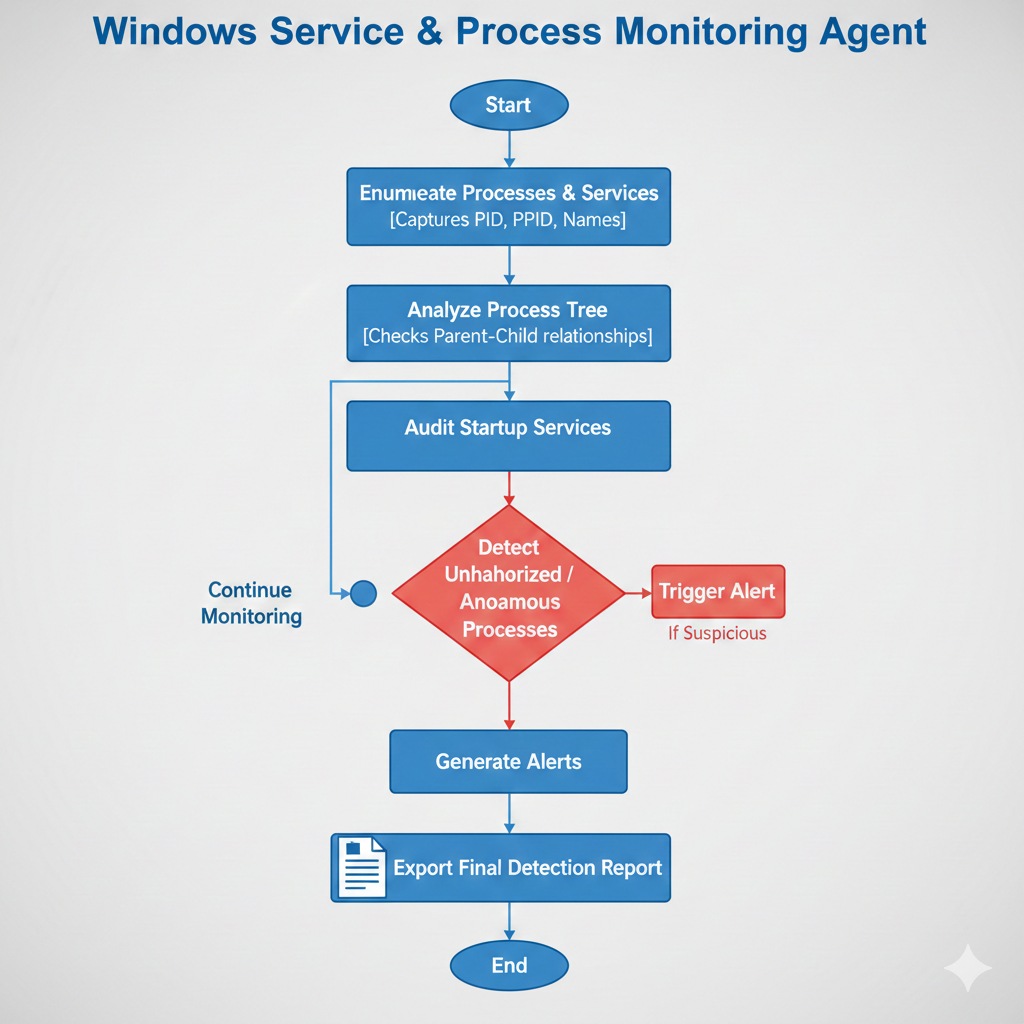 Windows Service & Process Monitoring Agent
Start
Enumıeate Processes & Services
[Captures PID, PPID, Names]
Analyze Process Tree
[Checks Parent-Child relationships]
Audit Startup Services
Detect
Unhahorized /
Anoamous
Processes
Continue
Monitoring
Trigger Alert
If Suspicious
Generate Alerts
Export Final Detection Report
End